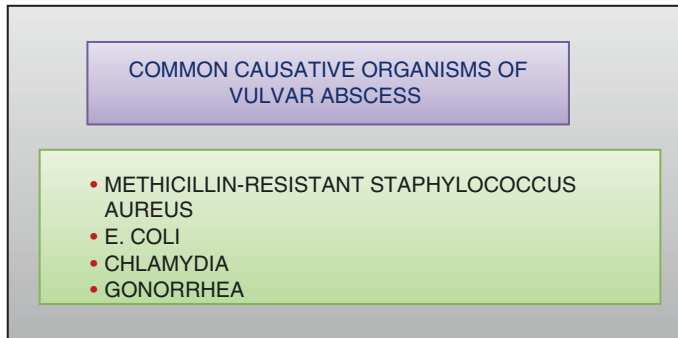 COMMON CAUSATIVE ORGANISMS OF
VULVAR ABSCESS
• METHICILLIN-RESISTANT STAPHYLOCOCCUS
AUREUS
• E. COLI
• CHLAMYDIA
• GONORRHEA